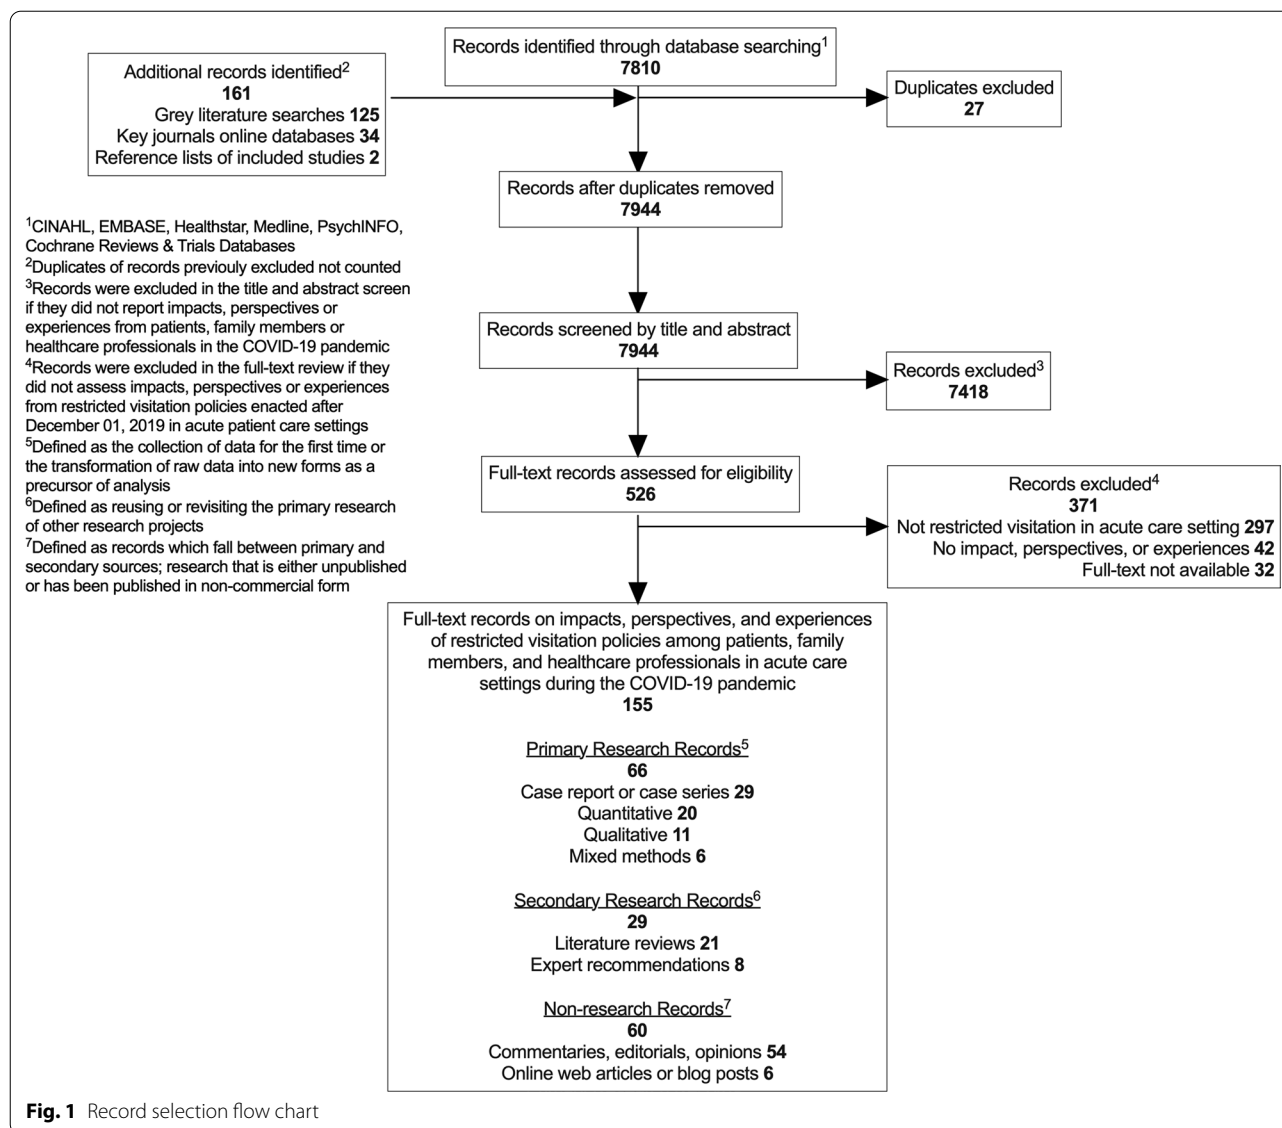 Records identified through database searching1
7810
Additional records identified2
161
Grey literature searches 125
Key journals online databases 34
Reference lists of included studies 2
Duplicates excluded
27
Records after duplicates removed
7944
1CINAHL, EMBASE, Healthstar, Medline, PsychINFO,
Cochrane Reviews & Trials Databases
2Duplicates of records previouly excluded not counted
3Records were excluded in the title and abstract screen
if they did not report impacts, perspectives or
experiences from patients, family members or
healthcare professionals in the COVID-19 pandemic
4Records were excluded in the full-text review if they
did not assess impacts, perspectives or experiences
from restricted visitation policies enacted after
December 01, 2019 in acute patient care settings
5Defined as the collection of data for the first time or
the transformation of raw data into new forms as a
precursor of analysis
6Defined as reusing or revisiting the primary research
of other research projects
7Defined as records which fall between primary and
secondary sources; research that is either unpublished
or has been published in non-commercial form
Records screened by title and abstract
7944
Records excluded3
7418
Full-text records assessed for eligibility
526
Records excluded4
371
Not restricted visitation in acute care setting 297
No impact, perspectives, or experiences 42
Full-text not available 32
Full-text records on impacts, perspectives, and experiences
of restricted visitation policies among patients, family
members, and healthcare professionals in acute care
settings during the COVID-19 pandemic
155
Primary Research Records5
66
Case report or case series 29
Quantitative 20
Qualitative 11
Mixed methods 6
Secondary Research Records6
29
Literature reviews 21
Expert recommendations 8
Non-research Records7
60
Commentaries, editorials, opinions 54
Online web articles or blog posts 6
Fig. 1 Record selection flow chart